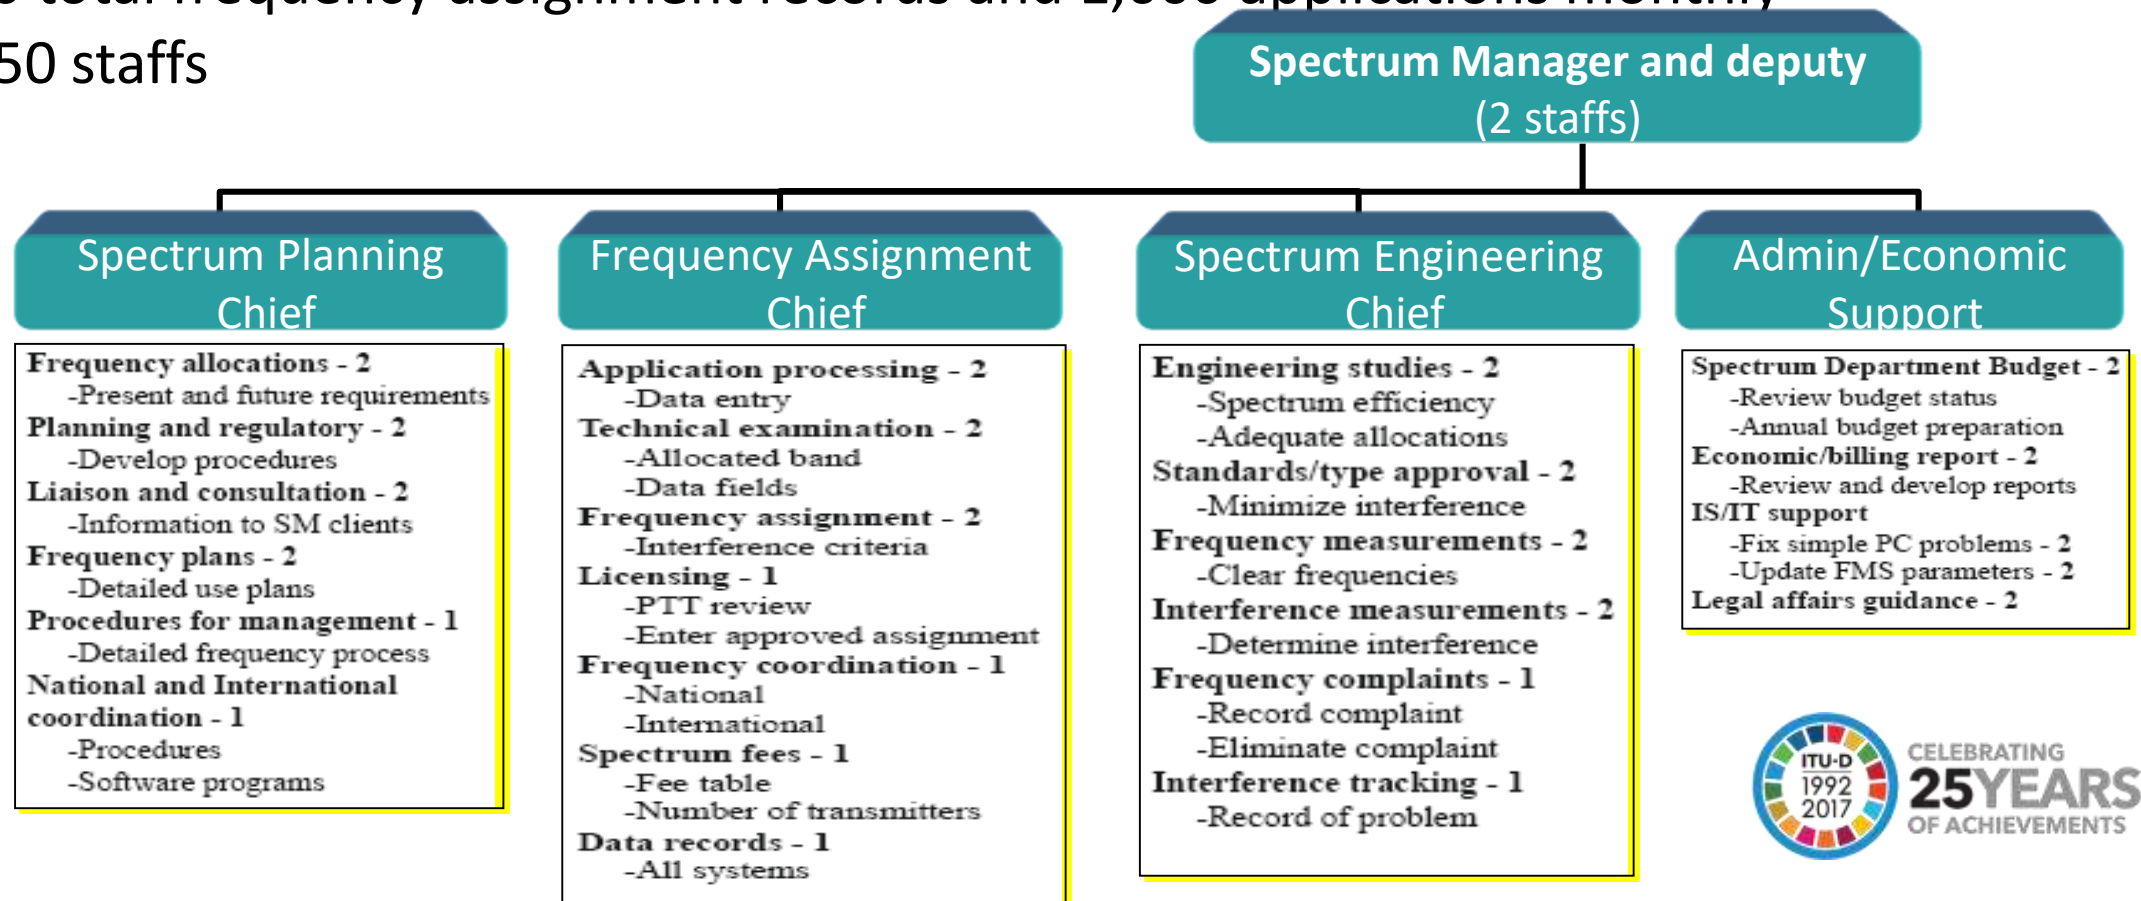 total frequency assignment records and 1,000 applications monthly
50 staffs
Spectrum Manager and deputy
(2 staffs)
Spectrum Planning
Chief
Frequency allocations - 2
-Present and future requirements
Planning and regulatory - 2
-Develop procedures
Liaison and consultation - 2
-Information to SM clients
Frequency plans - 2
-Detailed use plans
Procedures for management - 1
-Detailed frequency process
National and International
coordination - 1
-Procedures
-Software programs
Frequency Assignment
Chief
Application processing - 2
-Data entry
Technical examination - 2
-Allocated band
-Data fields
Frequency assignment - 2
-Interference criteria
Licensing - 1
-PTT review
-Enter approved assignment
Frequency coordination - 1
-National
-International
Spectrum fees - 1
-Fee table
-Number of transmitters
Data records - 1
-All systems
Spectrum Engineering
Chief
Engineering studies - 2
-Spectrum efficiency
-Adequate allocations
Standards/type approval - 2
-Minimize interference
Frequency measurements - 2
-Clear frequencies
Interference measurements - 2
-Determine interference
Frequency complaints - 1
-Record complaint
-Eliminate complaint
Interference tracking - 1
-Record of problem
Admin/Economic
Support
Spectrum Department Budget - 2
-Review budget status
-Annual budget preparation
Economic/billing report - 2
-Review and develop reports
IS/IT support
-Fix simple PC problems - 2
-Update FMS parameters - 2
Legal affairs guidance - 2
ITU-D
1992
2017
CELEBRATING
25YEARS
OF ACHIEVEMENTS